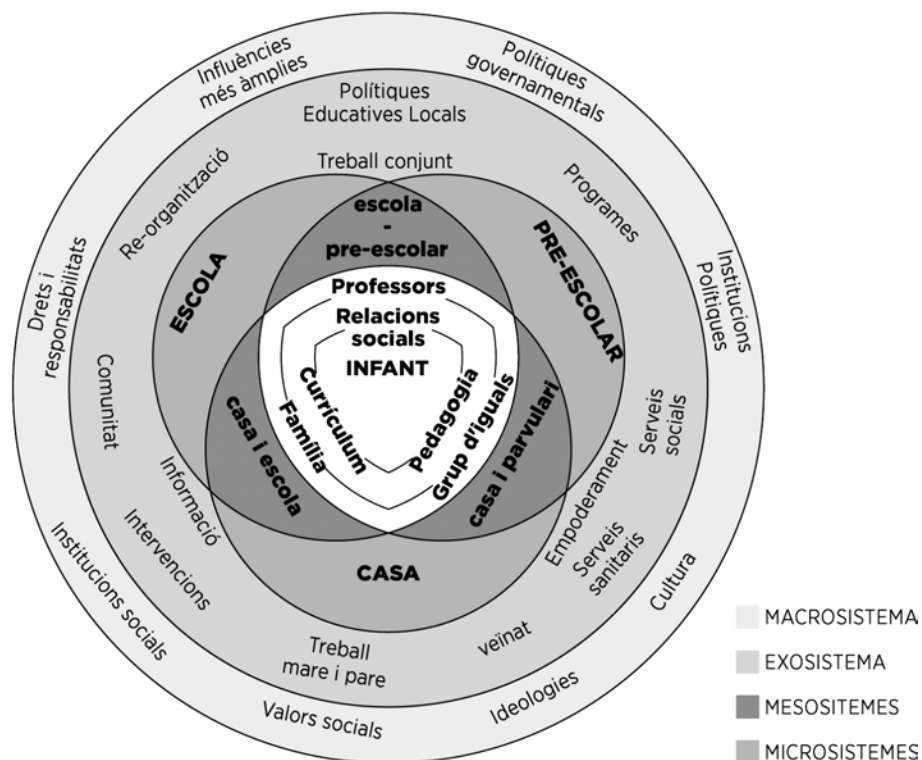 Influències
més àmplies
Polítiques
governamentals
Polítiques
Educatives Locals
Treball conjunt
Re-organització
Programes
escola
-
pre-escolar
ESCOLA
PRE-ESCOLAR
Drets i
responsabilitats
Institucions
Polítiques
Professors
Relacions
socials
INFANT
Currículum
Pedagogia
Família
Grup d'iguals
casa i escola
casa i parvulari
Comunitat
Serveis
socials
Informació
Empoderament
Intervencions
Serveis
sanitaris
CASA
Institucions socials
Cultura
Treball
mare i pare
veïnat
Valors socials
Ideologies
MACROSISTEMA
EXOSISTEMA
MESOSITEMES
MICROSISTEMES